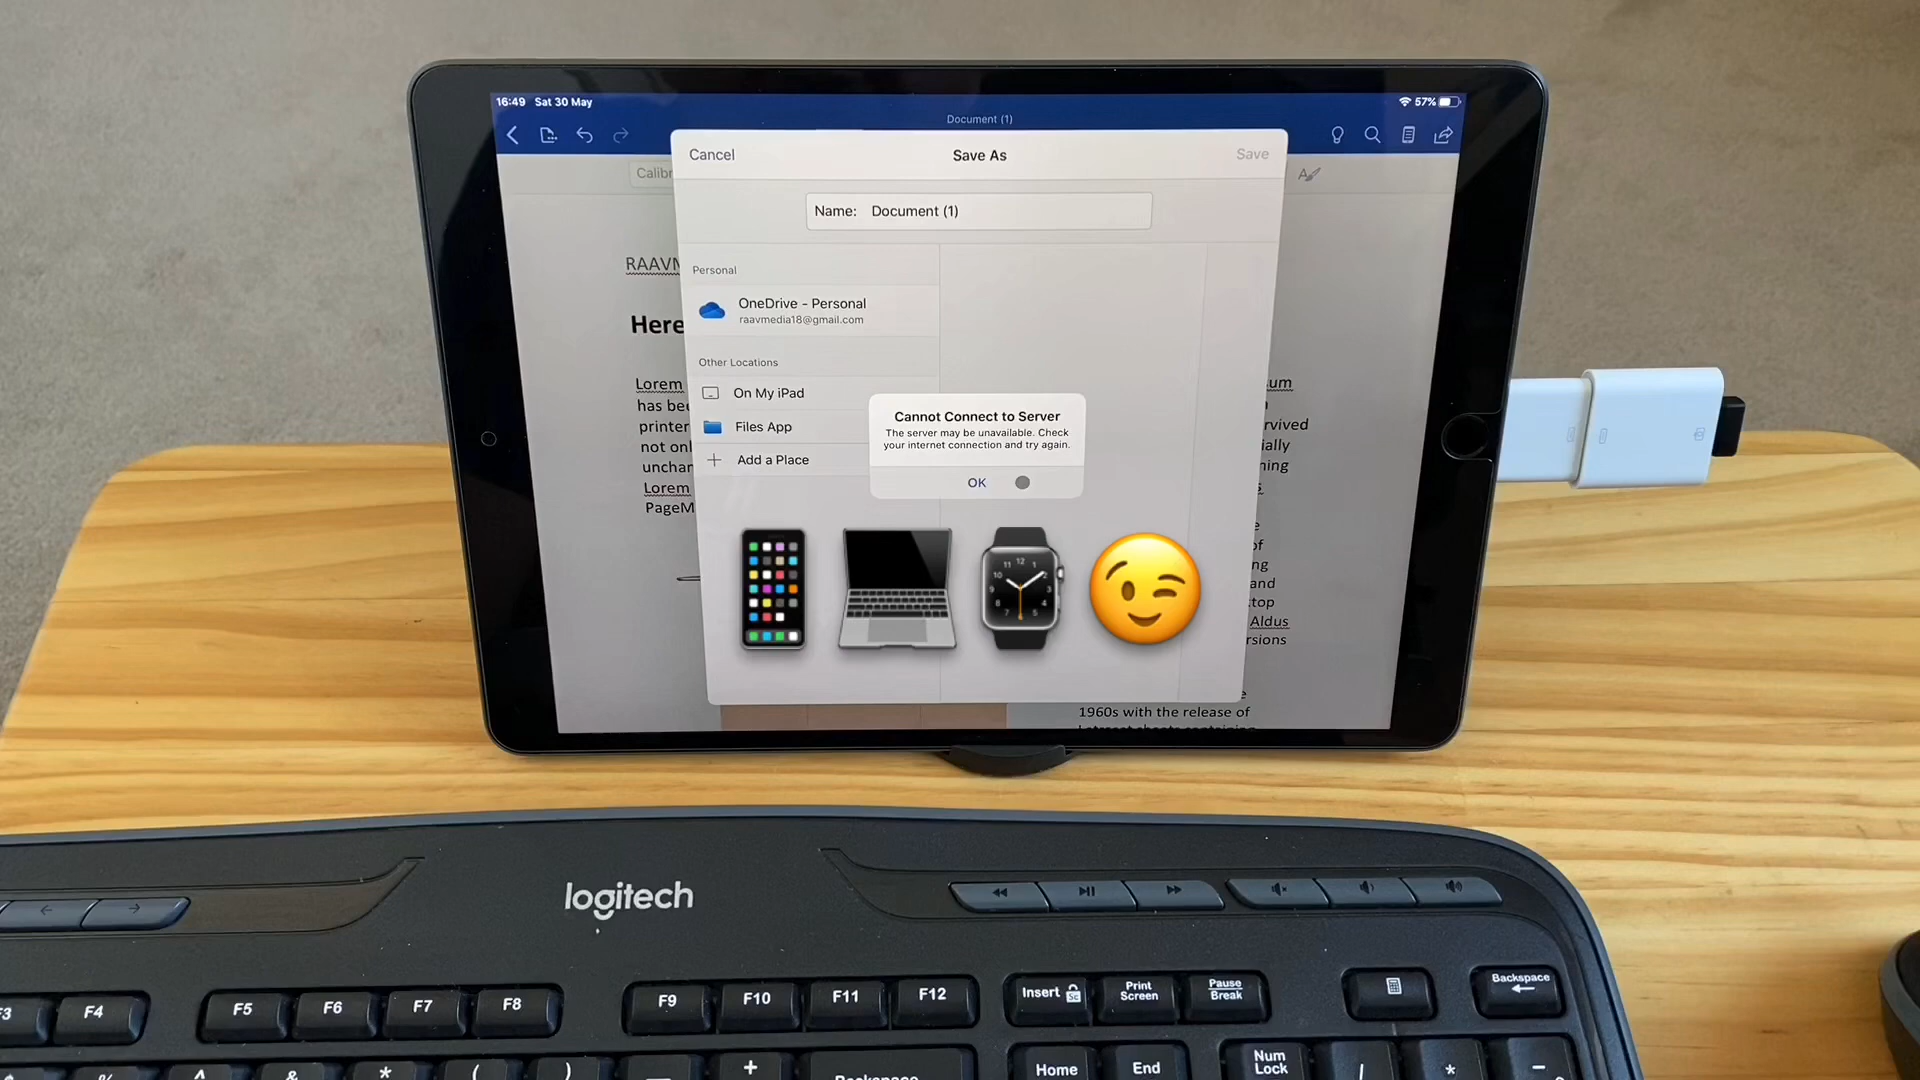 16:49 Sat 30 May
57%
Document (1)
Cancel
Save As
Save
Calibr
Name: Document (1)
RAAVM
Personal
OneDrive - Personal
raavmedia18@gmail.com
Here
Other Locations
Lorem
has bee
printer
not onl
unchan
Lorem
PageM
On My iPad
Files App
Add a Place
Cannot Connect to Server
The server may be unavailable. Check
your internet connection and try again.
OK
sum
rvived
ially
ning
of
ng
and
top
Aldus
rsions
1960s with the release of
logitech
F3
F4
F5
F6
F7
F8
F9
F10
F11
F12
Insert
Print
Screen
Pause
Break
Backspace
Home
End
Num
Lock